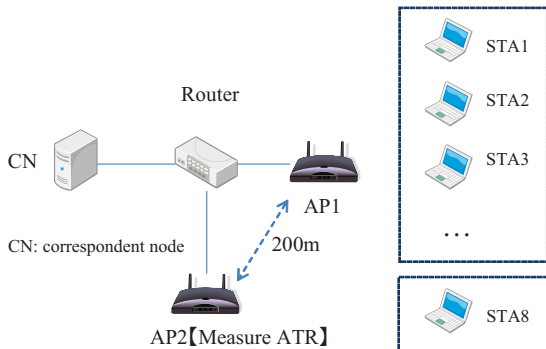 STA1
Router
STA2
CN
STA3
AP1
…
CN: correspondent node
200m
STA8
AP2【Measure ATR】